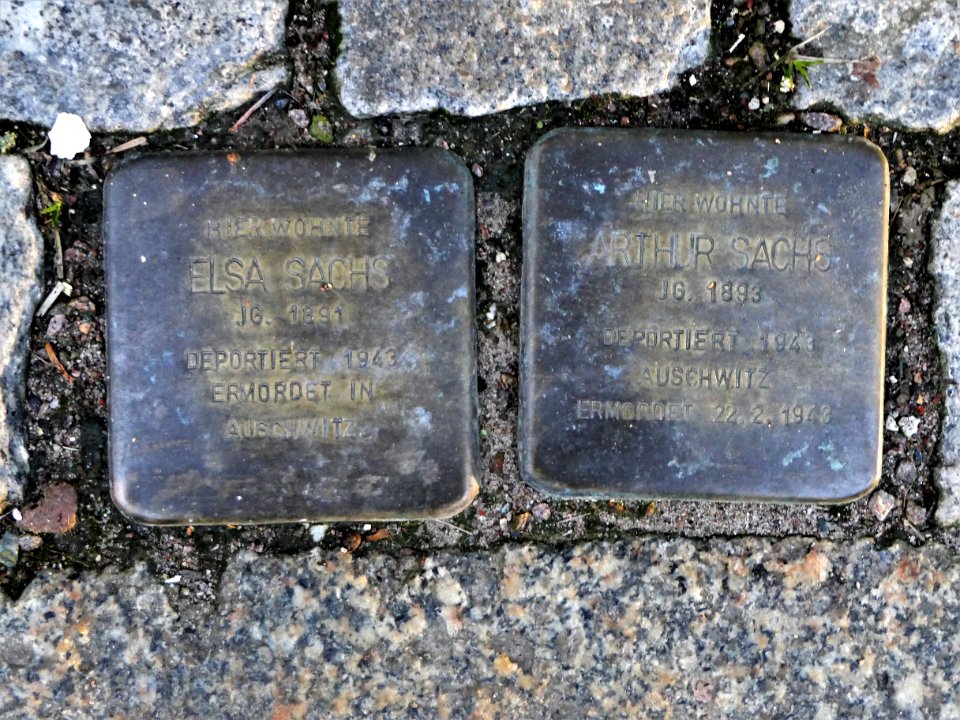 HIER WOHNTE
ELSA SACHS
JG. 1891
DEPORTIERT 1943
ERMORDET IN
AUSCHWITZ
HIER WOHNTE
ARTHUR SACHS
JG. 1893
DEPORTIERT 1943
AUSCHWITZ
ERMORDET 22.2.1943